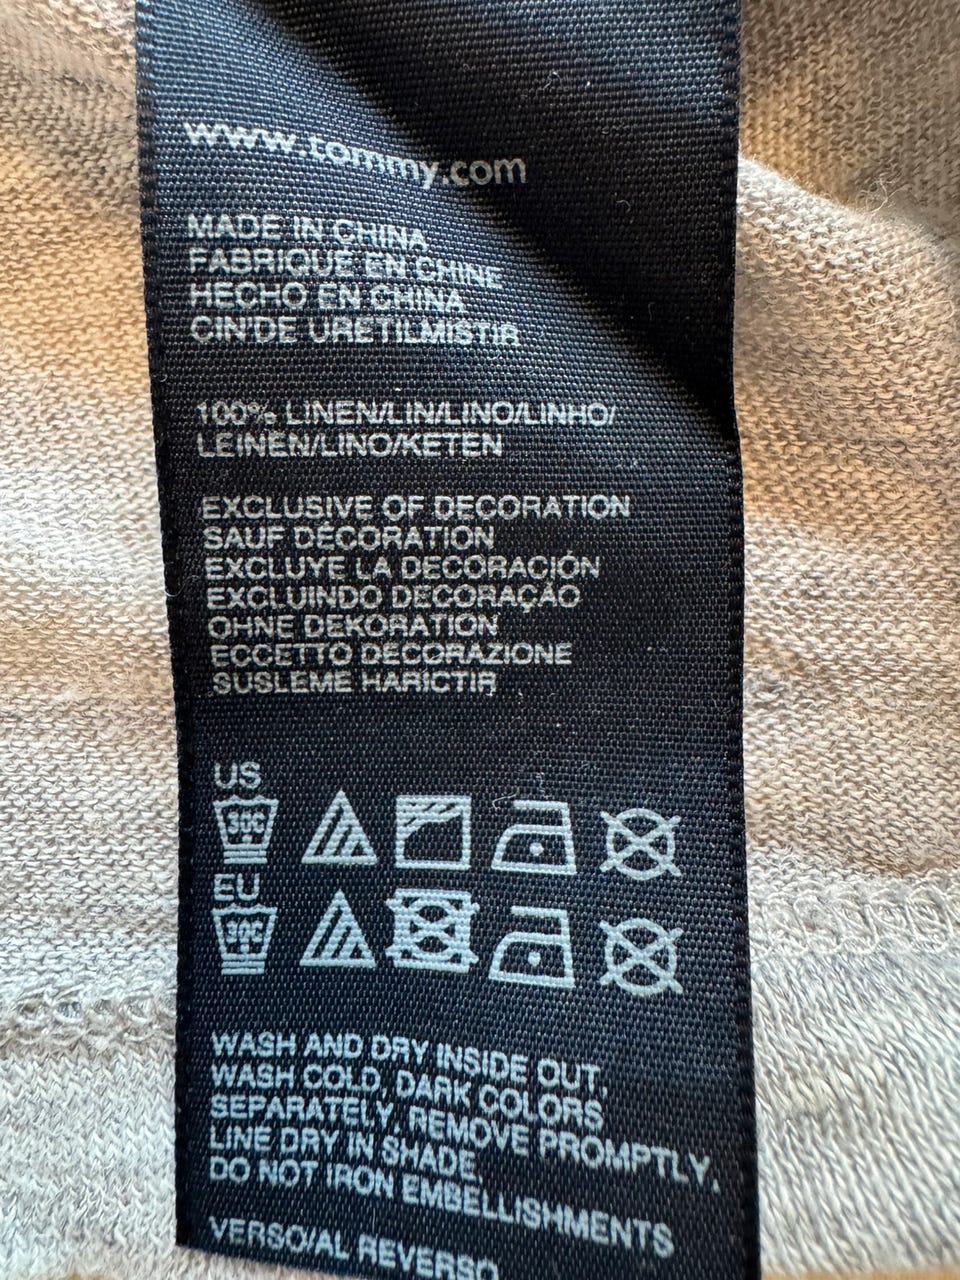 www.tommy.com
MADE IN CHINA
FABRIQUÉ EN CHINE
HECHO EN CHINA
CIN'DE URETILMISTIR
100% LINEN/LIN/LINO/LINHO/
LEINEN/LINO/KETEN
EXCLUSIVE OF DECORATION
SAUF DÉCORATION
EXCLUYE LA DECORACIÓN
EXCLUINDO DECORAÇÃO
OHNE DEKORATION
ECCETTO DECORAZIONE
SUSLEME HARICTIR
US
30C
EU
30C
WASH AND DRY INSIDE OUT,
WASH COLD, DARK COLORS
SEPARATELY, REMOVE PROMPTLY,
LINE DRY IN SHADE
DO NOT IRON EMBELLISHMENTS
VERSO/AL REVERSO